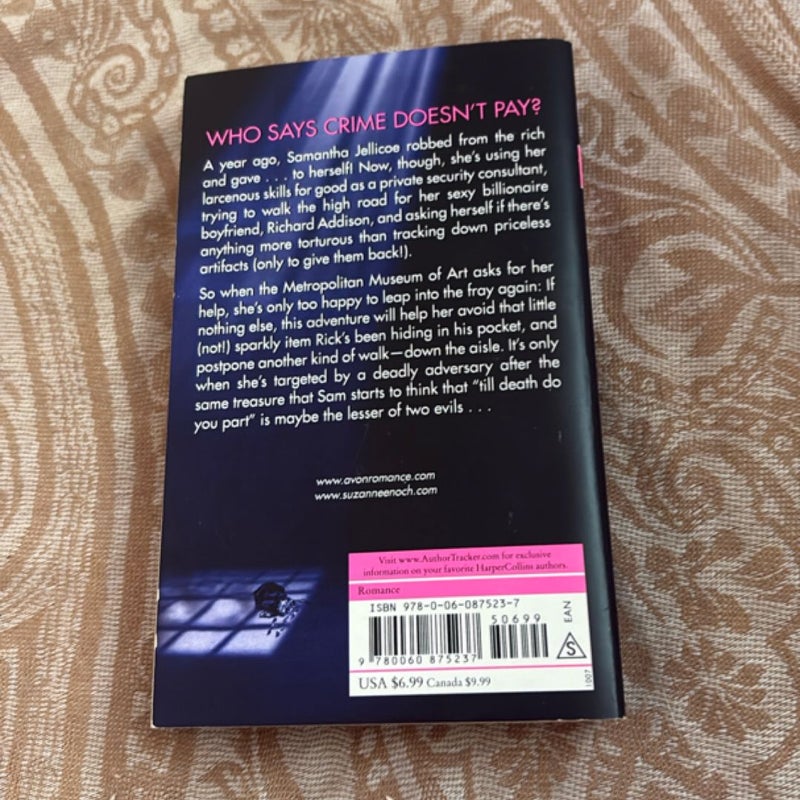 WHO SAYS CRIME DOESN'T PAY?
A year ago, Samantha Jellicoe robbed from the rich
and gave . . . to herself! Now, though, she's using her
larcenous skills for good as a private security consultant,
trying to walk the high road for her sexy billionaire
boyfriend, Richard Addison, and asking herself if there's
anything more torturous than tracking down priceless
artifacts (only to give them back!).
So when the Metropolitan Museum of Art asks for her
help, she's only too happy to leap into the fray again: If
nothing else, this adventure will help her avoid that little
(not!) sparkly item Rick's been hiding in his pocket, and
postpone another kind of walk—down the aisle. It's only
when she's targeted by a deadly adversary after the
same treasure that Sam starts to think that "till death do
you part" is maybe the lesser of two evils . . .
www.avonromance.com
www.suzanneenoch.com
Visit www.AuthorTracker.com for exclusive
information on your favorite HarperCollins authors.
Romance
ISBN 978-0-06-087523-7
50699
EAN
S
9 780060 875237
USA $6.99 Canada $9.99
1007